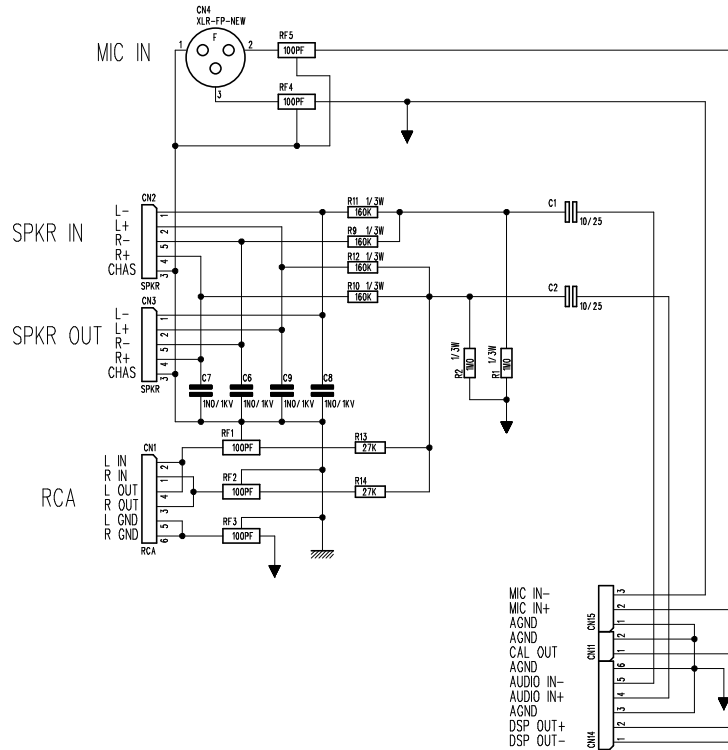 CN4
XLR-FP-NEW
MIC IN
1
F
2
3
RF5
100PF
RF4
100PF
SPKR IN
CN2
L-
L+
R-
R+
CHAS
1
2
5
4
3
SPKR
R11 1/3W
160K
R9 1/3W
160K
R12 1/3W
160K
R10 1/3W
160K
C1
10/25
C2
10/25
SPKR OUT
CN3
L-
L+
R-
R+
CHAS
1
2
5
4
3
SPKR
R2 1/3W
1M0
R1 1/3W
1M0
C7
1N0/1KV
C6
1N0/1KV
C9
1N0/1KV
C8
1N0/1KV
RCA
CN1
L IN
R IN
L OUT
R OUT
L GND
R GND
2
1
4
3
5
6
RCA
RF1
100PF
RF2
100PF
RF3
100PF
R13
27K
R14
27K
MIC IN-
MIC IN+
AGND
AGND
CAL OUT
AGND
AUDIO IN-
AUDIO IN+
AGND
DSP OUT+
DSP OUT-
CN15
CN11
CN14
3
2
1
2
1
6
5
4
3
2
1